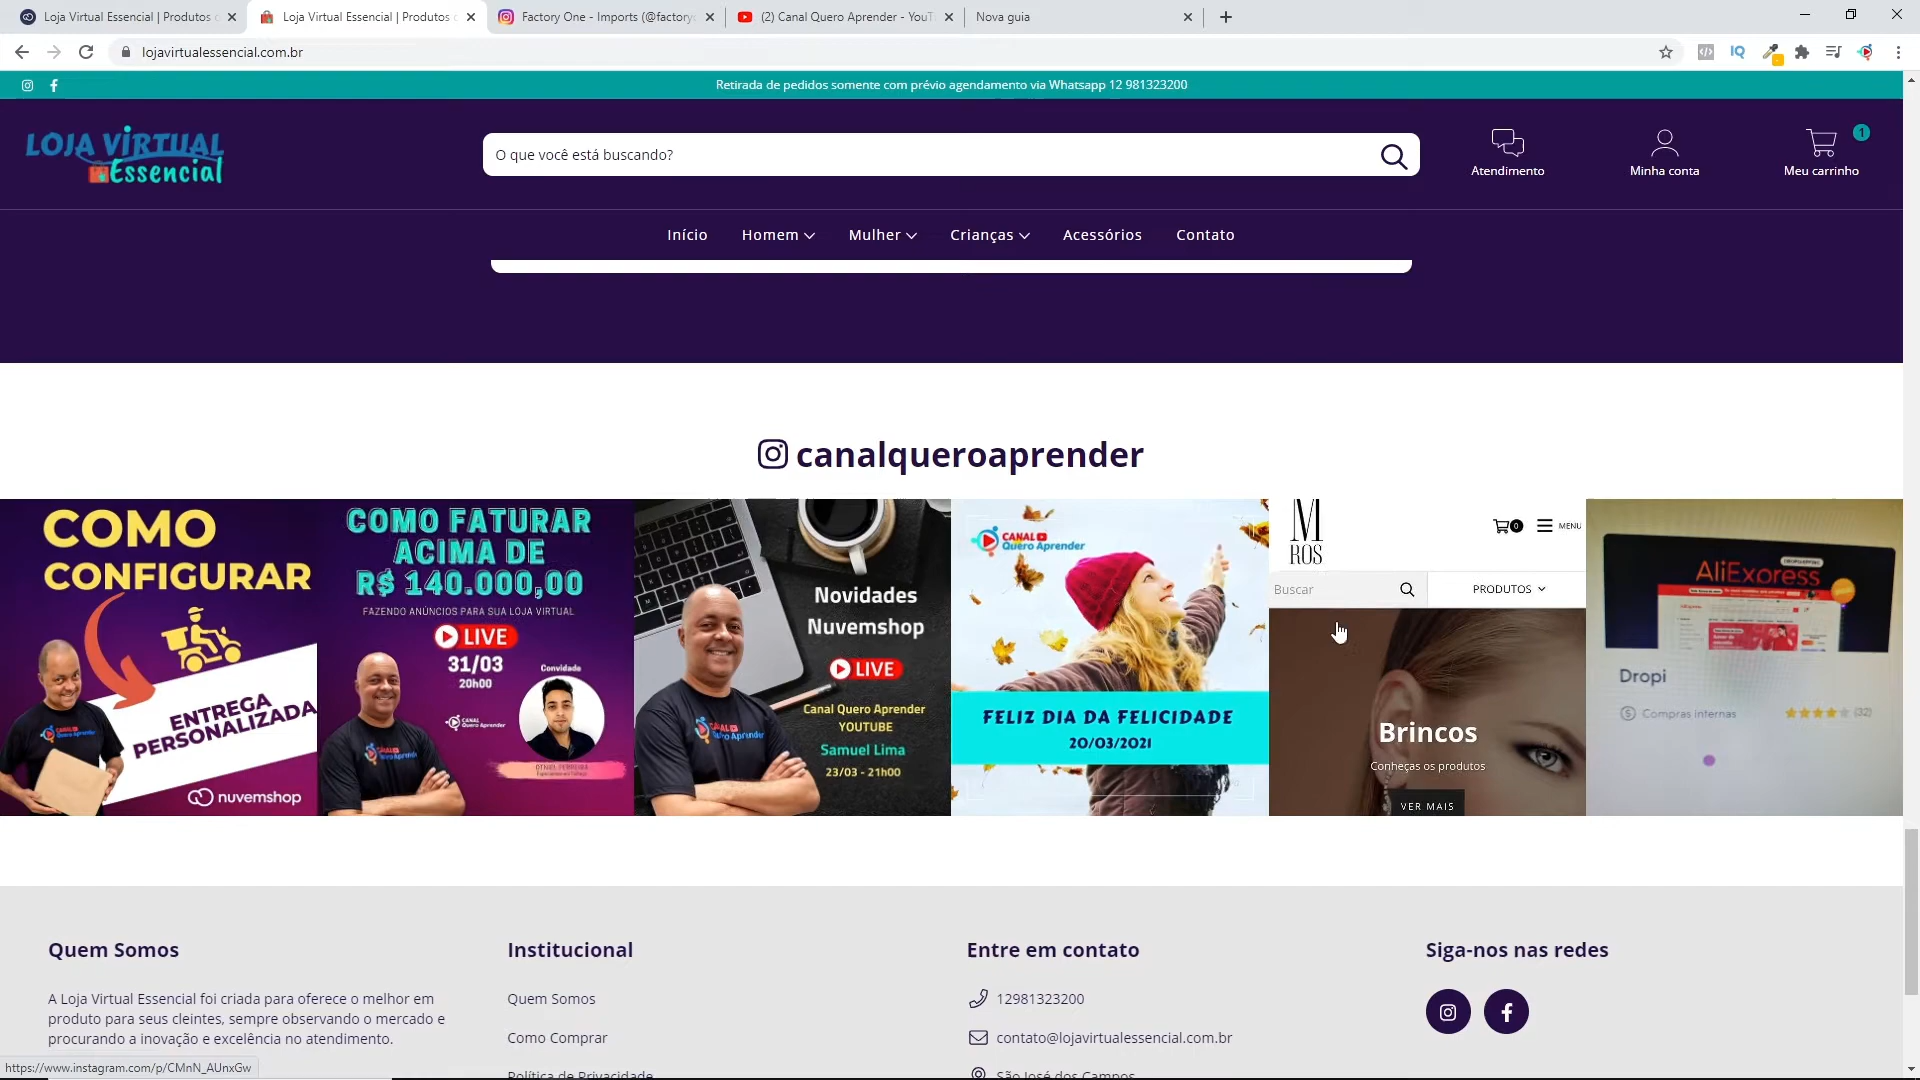 Loja Virtual Essencial | Produtos
Loja Virtual Essencial | Produtos
Factory One - Imports (@factory
(2) Canal Quero Aprender - YouT
Nova guia
lojavirtualessencial.com.br
IQ
Retirada de pedidos somente com prévio agendamento via Whatsapp 12 981323200
LOJA VIRTUAL
Essencial
O que você está buscando?
Atendimento
Minha conta
1
Meu carrinho
Início
Homem
Mulher
Crianças
Acessórios
Contato
canalqueroaprender
COMO
CONFIGURAR
ENTREGA
PERSONALIZADA
nuvemshop
COMO FATURAR
ACIMA DE
R$ 140.000,00
FAZENDO ANÚNCIOS PARA SUA LOJA VIRTUAL
LIVE
31/03
20h00
Convidado
CANAL
Quero Aprender
Novidades
Nuvemshop
LIVE
Canal Quero Aprender
YOUTUBE
Samuel Lima
23/03 - 21h00
CANAL
Quero Aprender
FELIZ DIA DA FELICIDADE
20/03/2021
M
ROS
0
MENU
Buscar
PRODUTOS
Brincos
Conheças os produtos
VER MAIS
AliExpress
Dropi
Compras internas
(32)
Quem Somos
A Loja Virtual Essencial foi criada para oferece o melhor em
produto para seus cleintes, sempre observando o mercado e
procurando a inovação e excelência no atendimento.
Institucional
Quem Somos
Como Comprar
Política de Privacidade
Entre em contato
12981323200
contato@lojavirtualessencial.com.br
São José dos Campos
Siga-nos nas redes
https://www.instagram.com/p/CMnN_AUnxGw